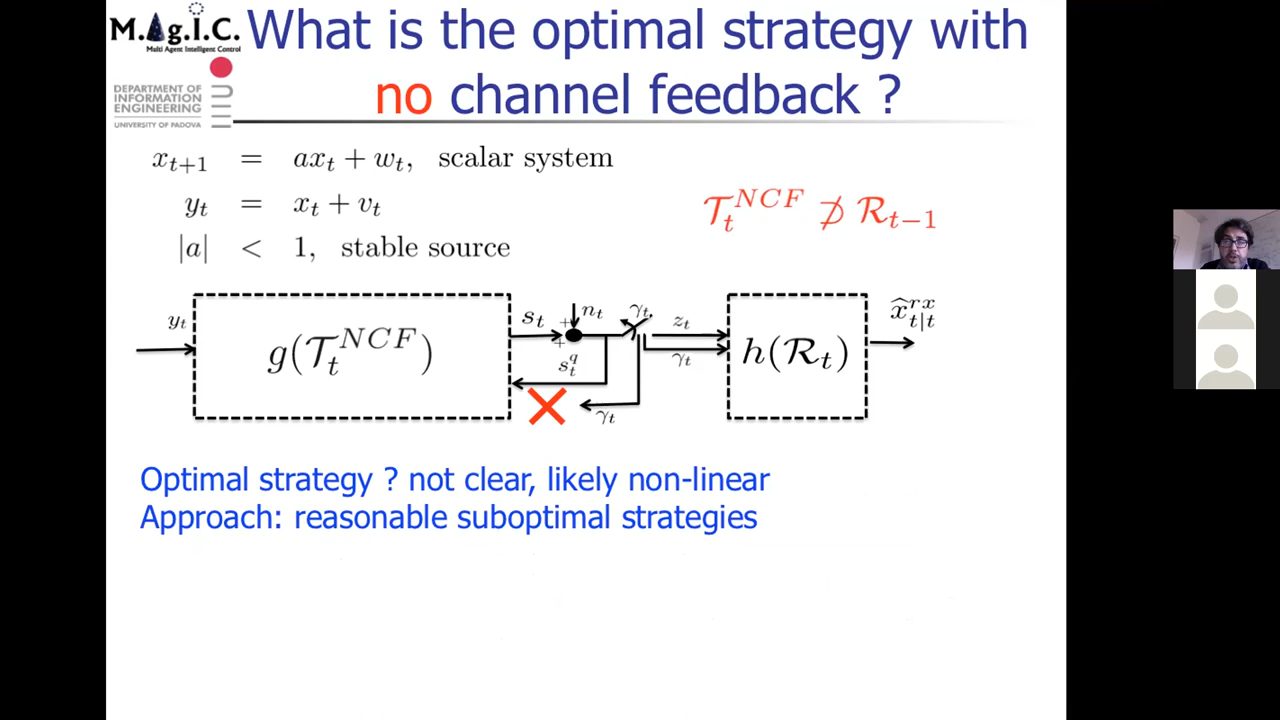 M.Ag.I.C.
Multi Agent Intelligent Control
What is the optimal strategy with
no channel feedback ?
DEPARTMENT OF
INFORMATION
ENGINEERING
UNIVERSITY OF PADOVA
x_{t+1} = ax_t + w_t, scalar system
y_t = x_t + v_t
|a| < 1, stable source
𝒯_t^{NCF} ⊅ ℛ_{t−1}
y_t
g(𝒯_t^{NCF})
s_t
+
+
n_t
s_t^q
γ_t
γ_t
z_t
γ_t
h(ℛ_t)
x̂_{t|t}^{rx}
Optimal strategy ? not clear, likely non-linear
Approach: reasonable suboptimal strategies